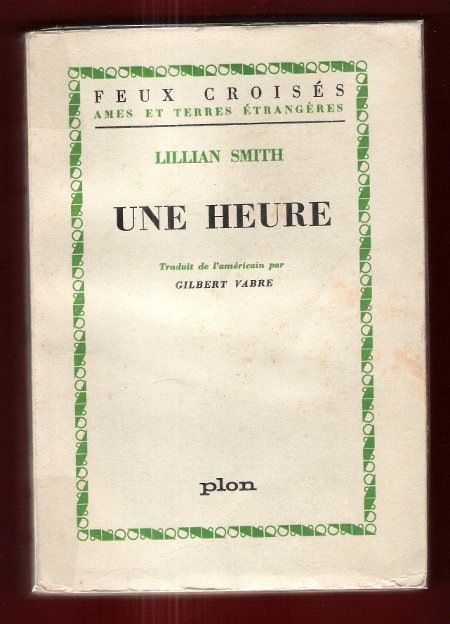 FEUX CROISÉS
AMES ET TERRES ÉTRANGÈRES
LILLIAN SMITH
UNE HEURE
Traduit de l'américain par
GILBERT VABRE
plon